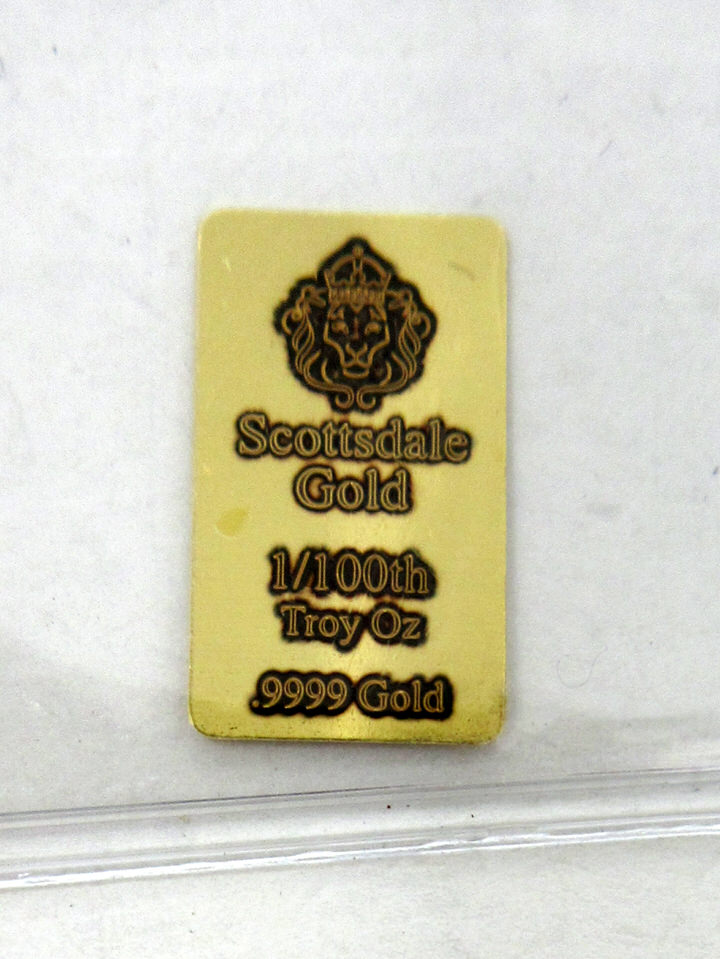 Scottsdale
Gold
1/100th
Troy Oz
.9999 Gold